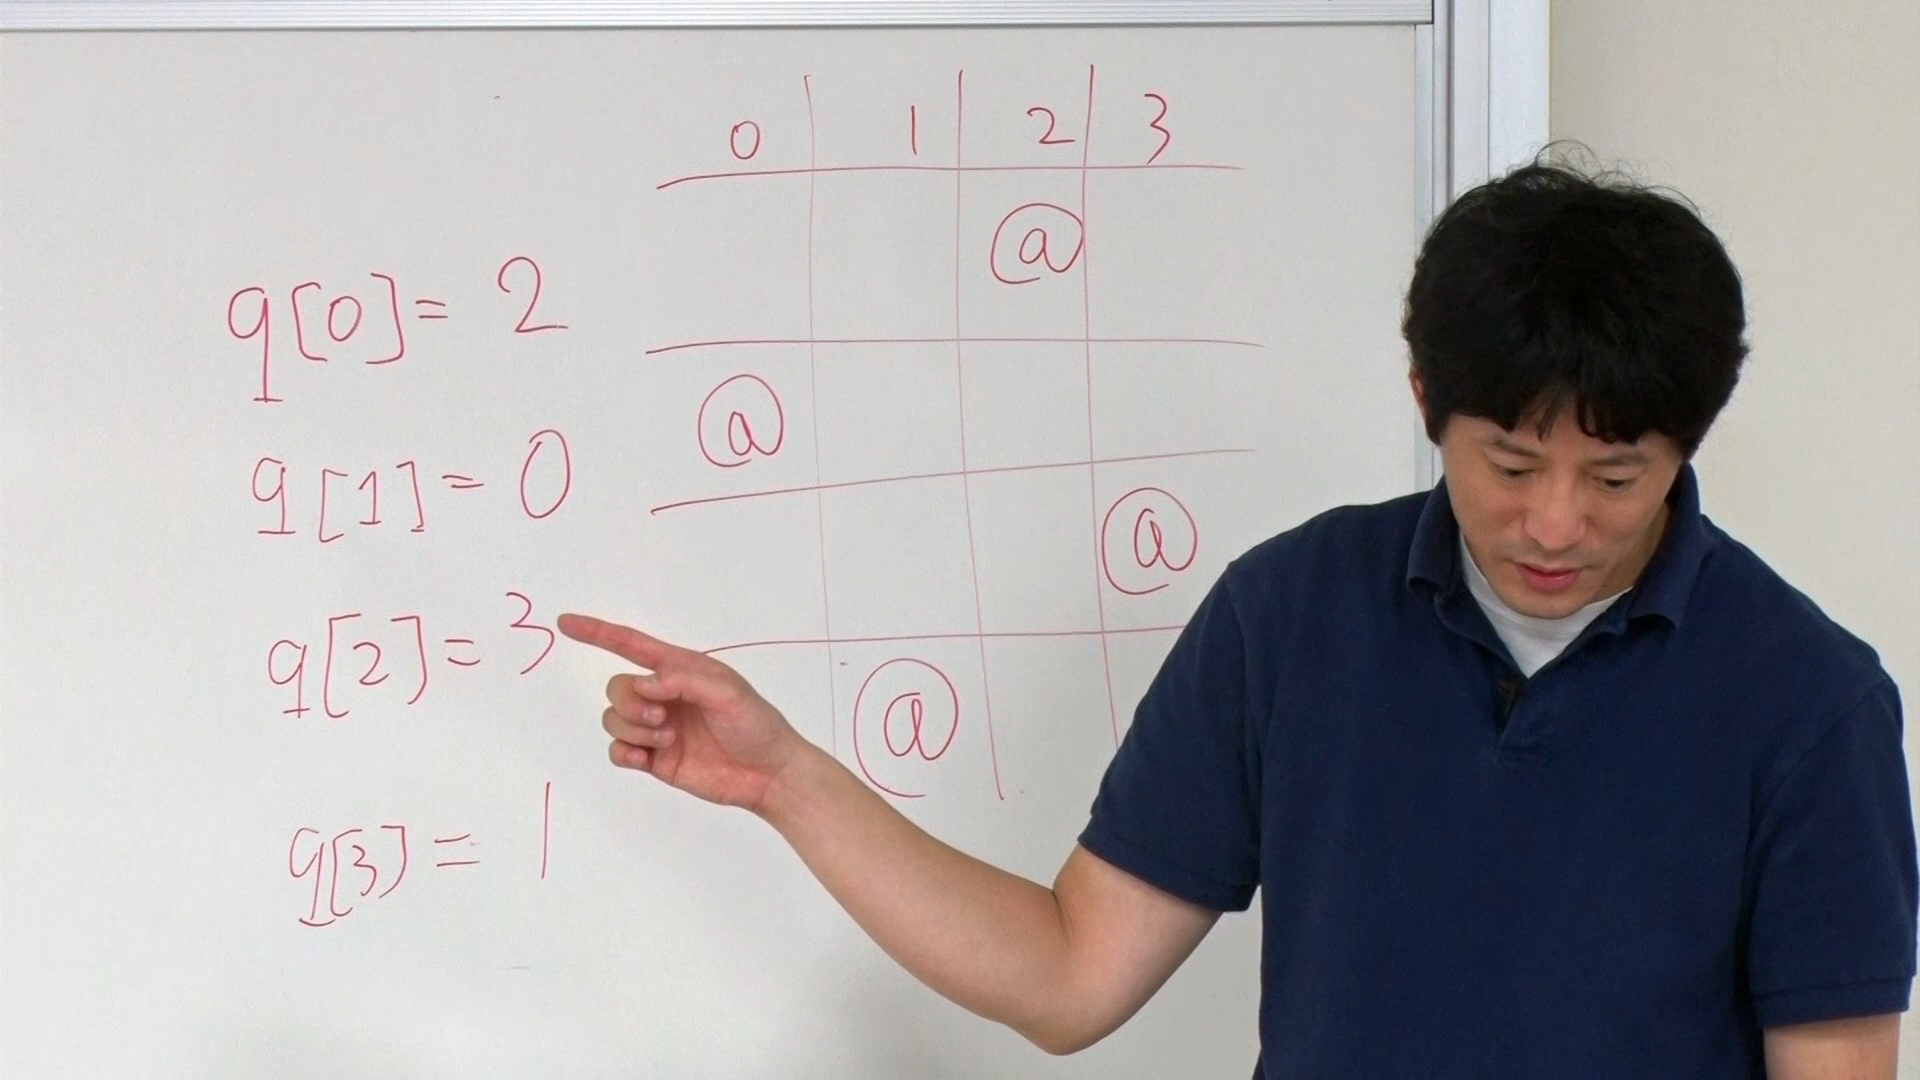 0 1 2 3
@
q[0]= 2
@
q[1]= 0
@
q[2]= 3
@
q[3]= 1